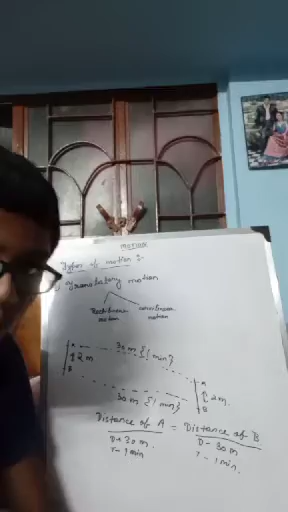 MOTION
Types of motion :-
Translatory motion
Rectilinear motion
curvilinear motion
A
30 m {1 min}
2 m
B
A
2 m
B
30 m {1 min}
Distance of A = Distance of B
D → 30 m
D - 30 m
T - 1 min
T - 1 min.